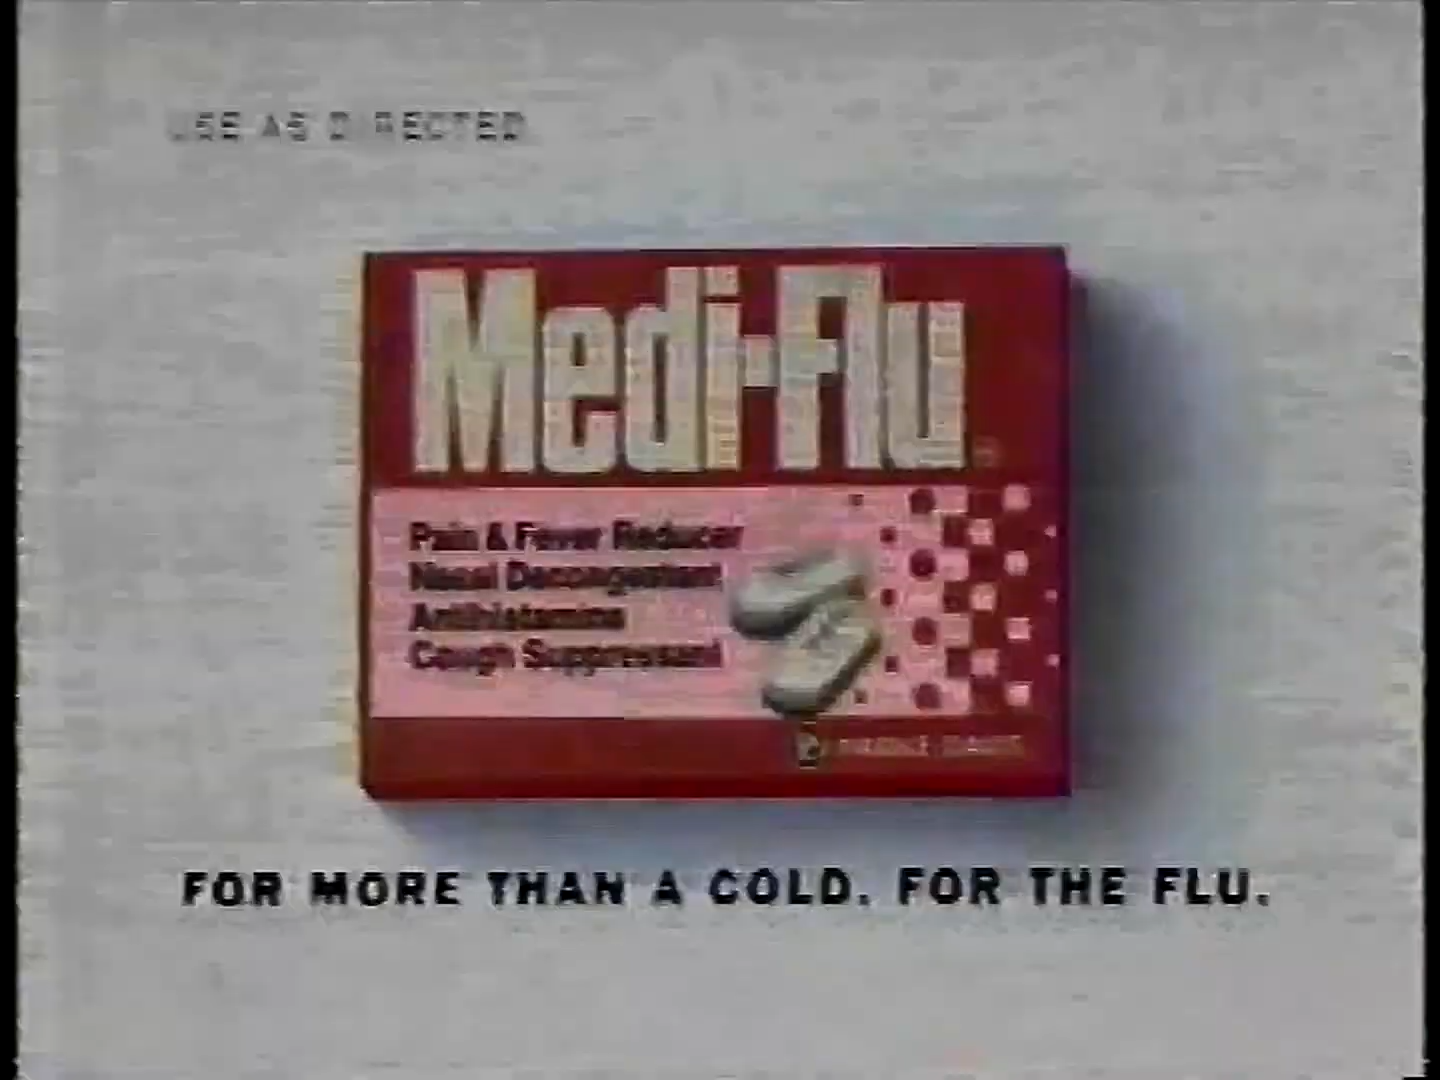 USE AS DIRECTED
Medi-Flu
Pain & Fever Reducer
Nasal Decongestant
Antihistamine
Cough Suppressant
FOR MORE THAN A COLD. FOR THE FLU.